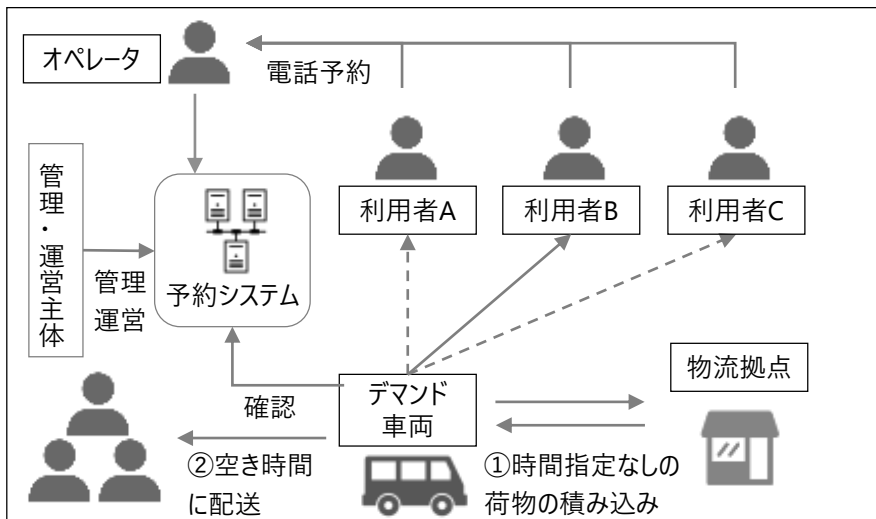 オペレータ
電話予約
利用者A
利用者B
利用者C
管理・運営主体
管理
運営
予約システム
物流拠点
確認
デマンド
車両
②空き時間
に配送
①時間指定なしの
荷物の積み込み